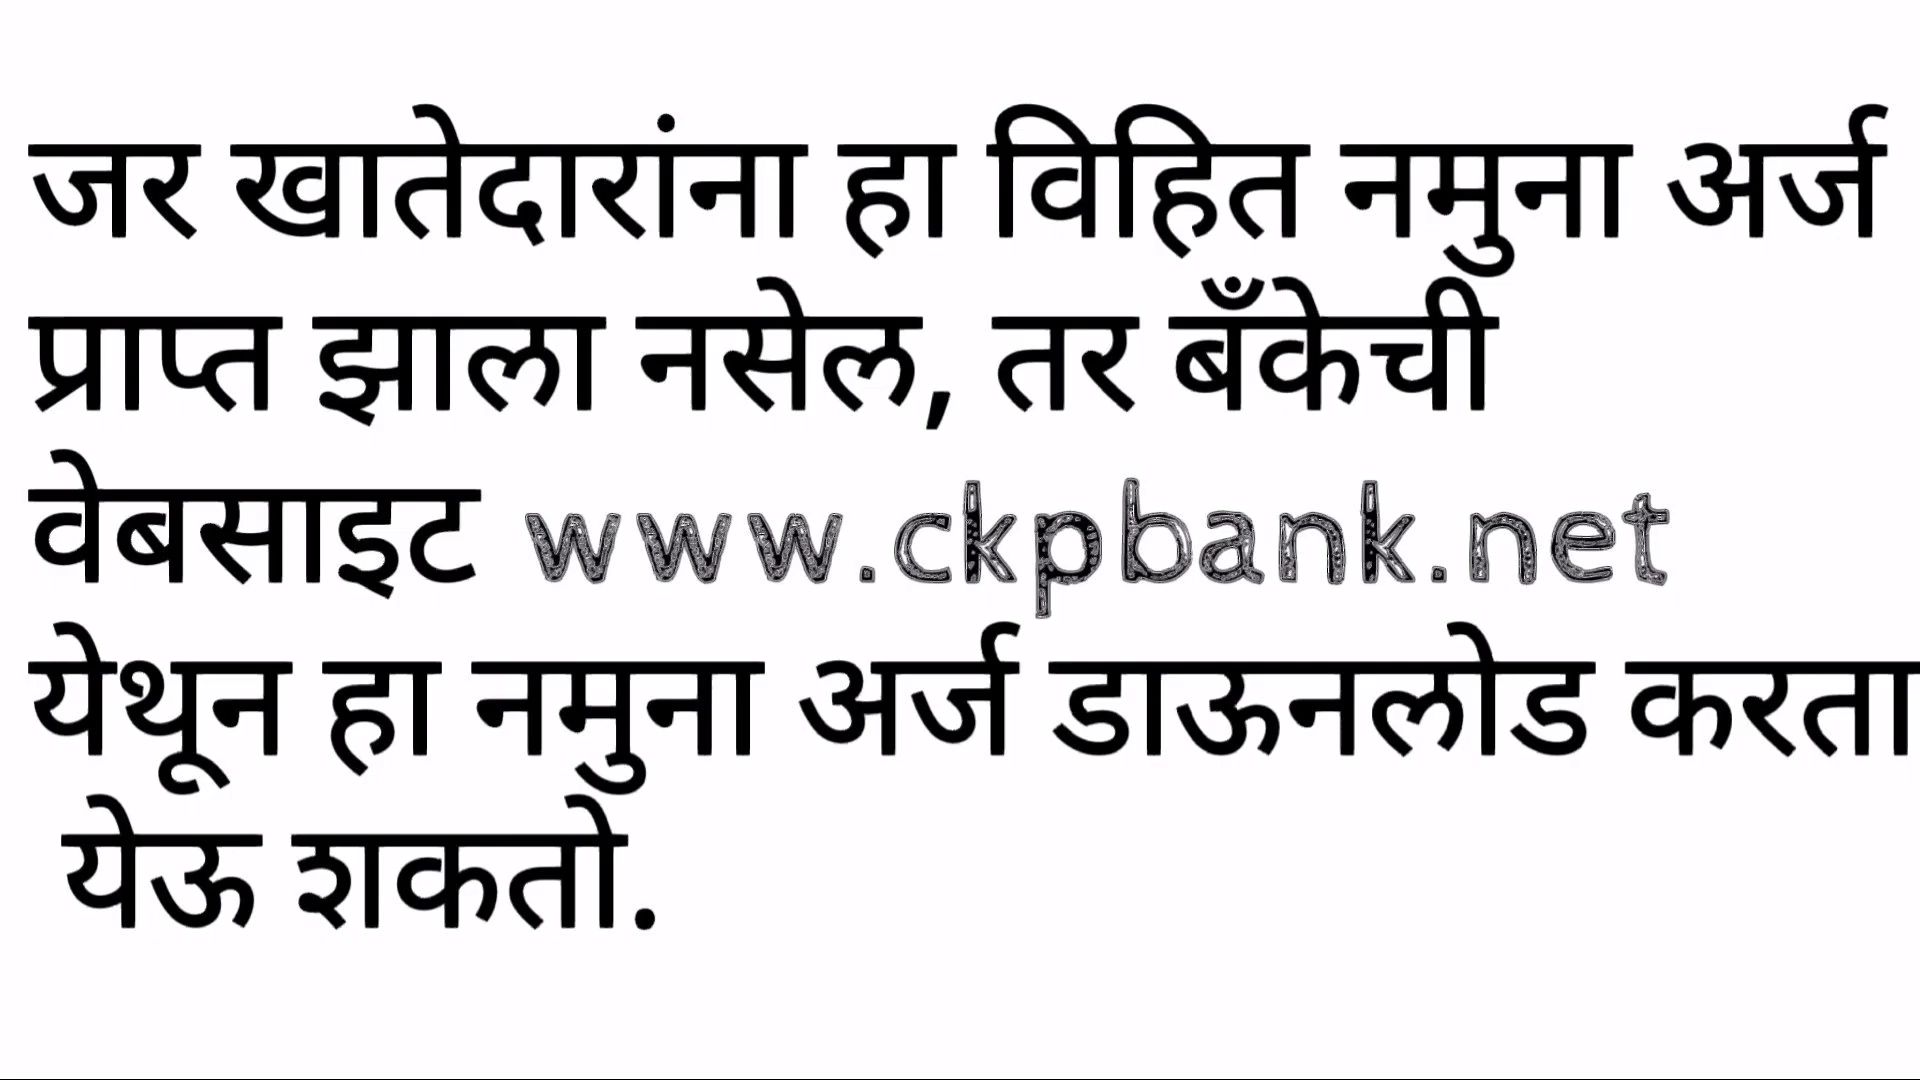 जर खातेदारांना हा विहित नमुना अर्ज
प्राप्त झाला नसेल, तर बँकेची
वेबसाइट www.ckpbank.net
येथून हा नमुना अर्ज डाऊनलोड करता
येऊ शकतो.